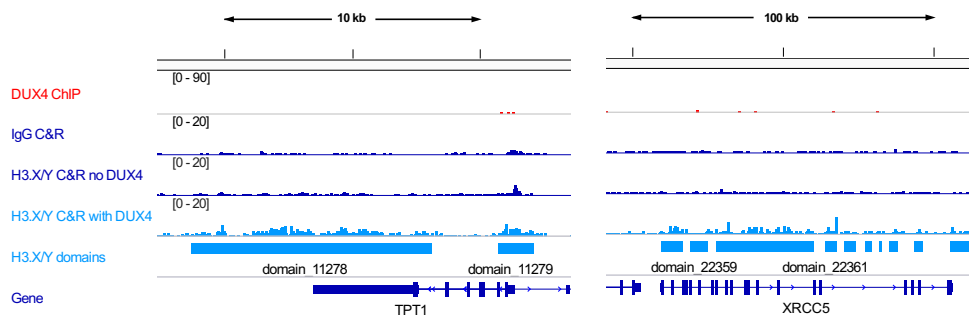 10 kb
100 kb
[0 - 90]
DUX4 ChIP
[0 - 20]
IgG C&R
[0 - 20]
H3.X/Y C&R no DUX4
[0 - 20]
H3.X/Y C&R with DUX4
H3.X/Y domains
domain_11278
domain_11279
domain_22359
domain_22361
Gene
TPT1
XRCC5